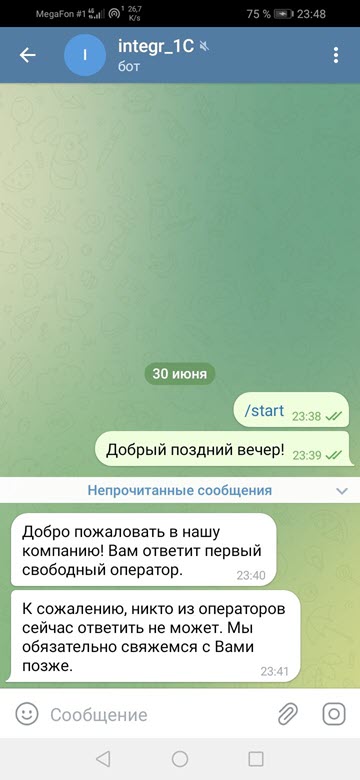 MegaFon #1
26,7
K/s
75 %
23:48
I
integr_1C
бот
30 июня
/start 23:38
Добрый поздний вечер! 23:39
Непрочитанные сообщения
Добро пожаловать в нашу
компанию! Вам ответит первый
свободный оператор.
23:40
К сожалению, никто из операторов
сейчас ответить не может. Мы
обязательно свяжемся с Вами
позже.
23:41
Сообщение